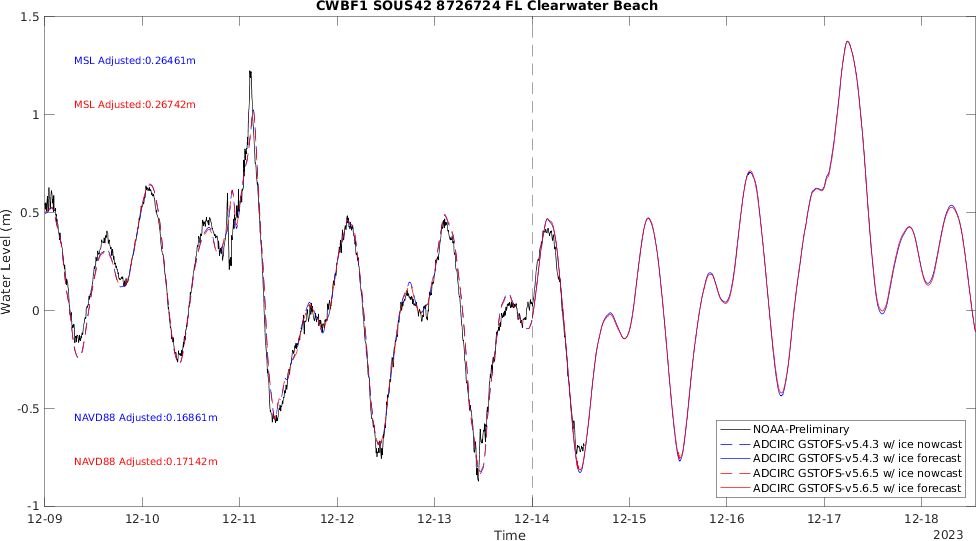 CWBF1 SOUS42 8726724 FL Clearwater Beach
1.5
1
0.5
0
-0.5
-1
Water Level (m)
MSL Adjusted:0.26461m
MSL Adjusted:0.26742m
NAVD88 Adjusted:0.16861m
NAVD88 Adjusted:0.17142m
NOAA-Preliminary
ADCIRC GSTOFS-v5.4.3 w/ ice nowcast
ADCIRC GSTOFS-v5.4.3 w/ ice forecast
ADCIRC GSTOFS-v5.6.5 w/ ice nowcast
ADCIRC GSTOFS-v5.6.5 w/ ice forecast
12-09 12-10 12-11 12-12 12-13 12-14 12-15 12-16 12-17 12-18
Time
2023